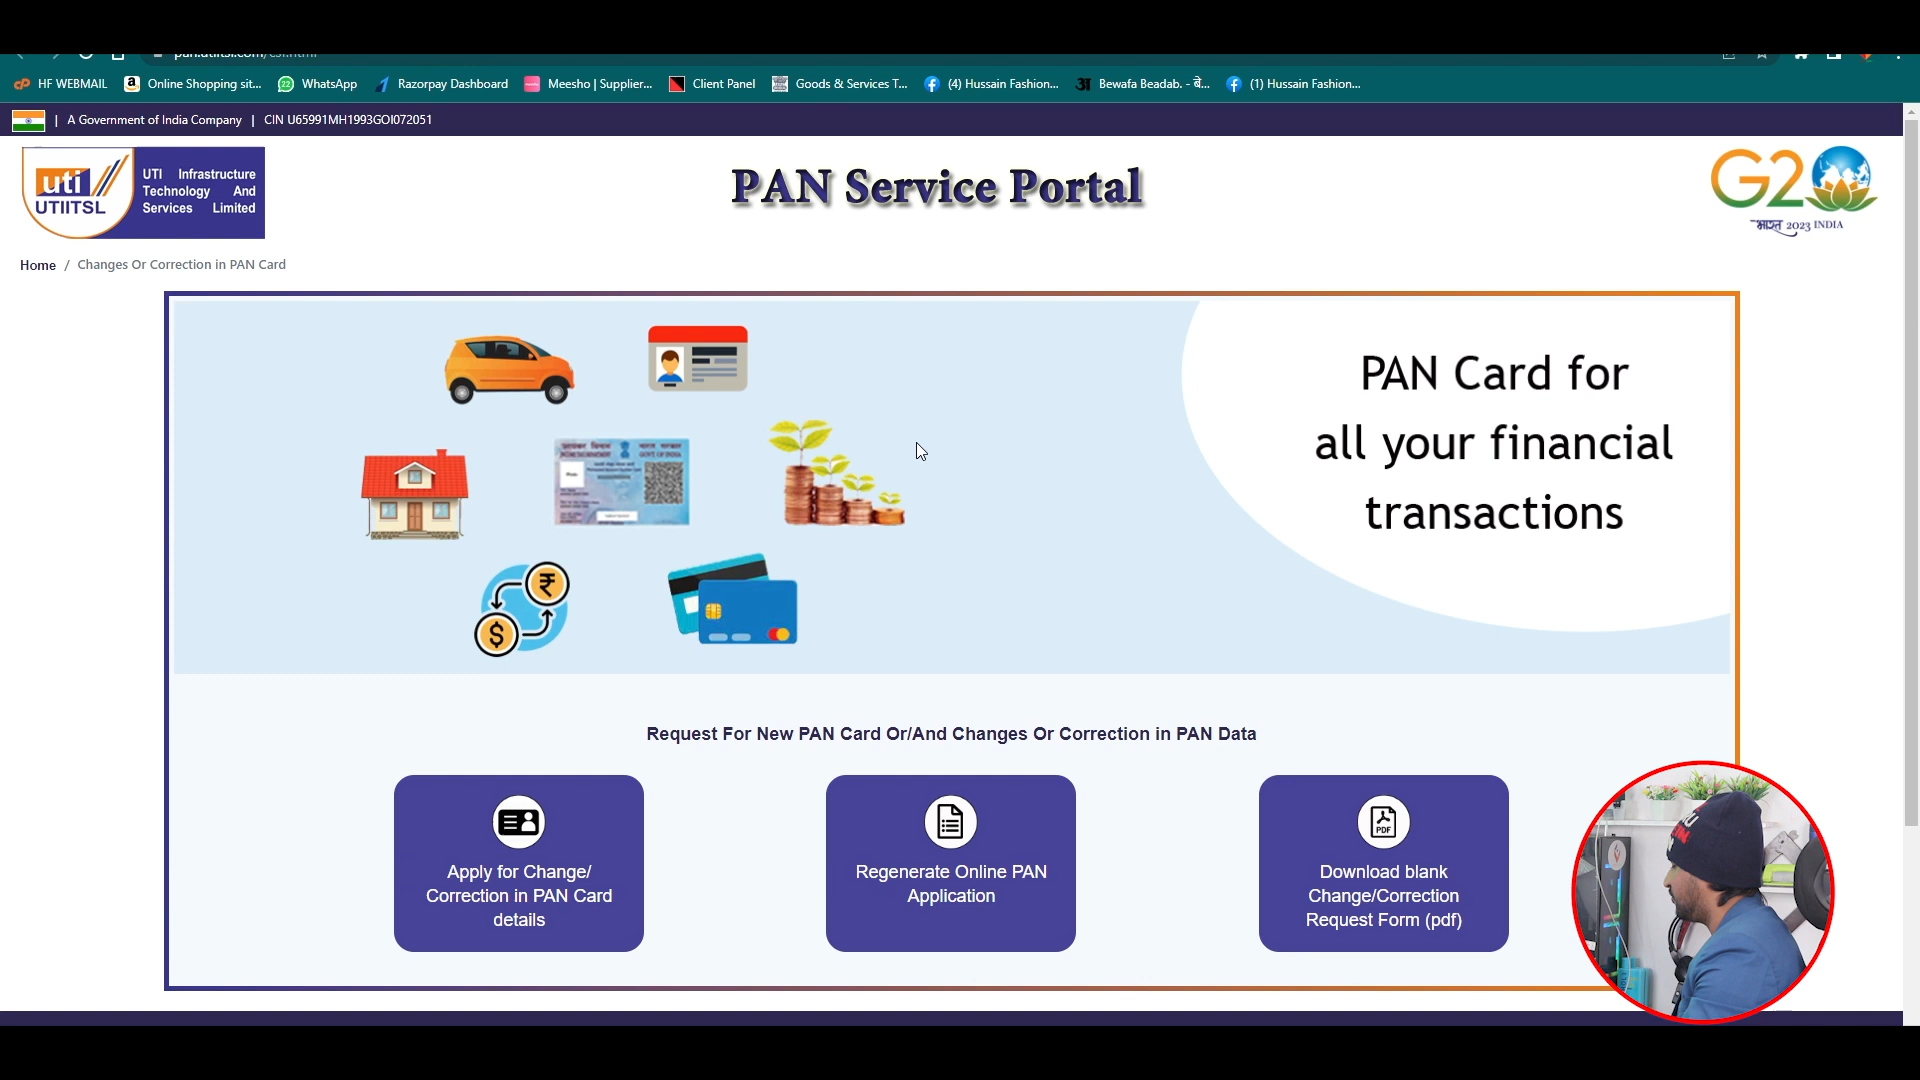 HF WEBMAIL Online Shopping sit... WhatsApp Razorpay Dashboard Meesho | Supplier... Client Panel Goods & Services T... (4) Hussain Fashion... Bewafa Beadab. - बे... (1) Hussain Fashion...
| A Government of India Company | CIN U65991MH1993GOI072051
uti
UTIITSL
UTI Infrastructure
Technology And
Services Limited
PAN Service Portal
G20
भारत 2023 INDIA
Home / Changes Or Correction in PAN Card
PAN Card for
all your financial
transactions
Request For New PAN Card Or/And Changes Or Correction in PAN Data
Apply for Change/
Correction in PAN Card
details
Regenerate Online PAN
Application
PDF
Download blank
Change/Correction
Request Form (pdf)